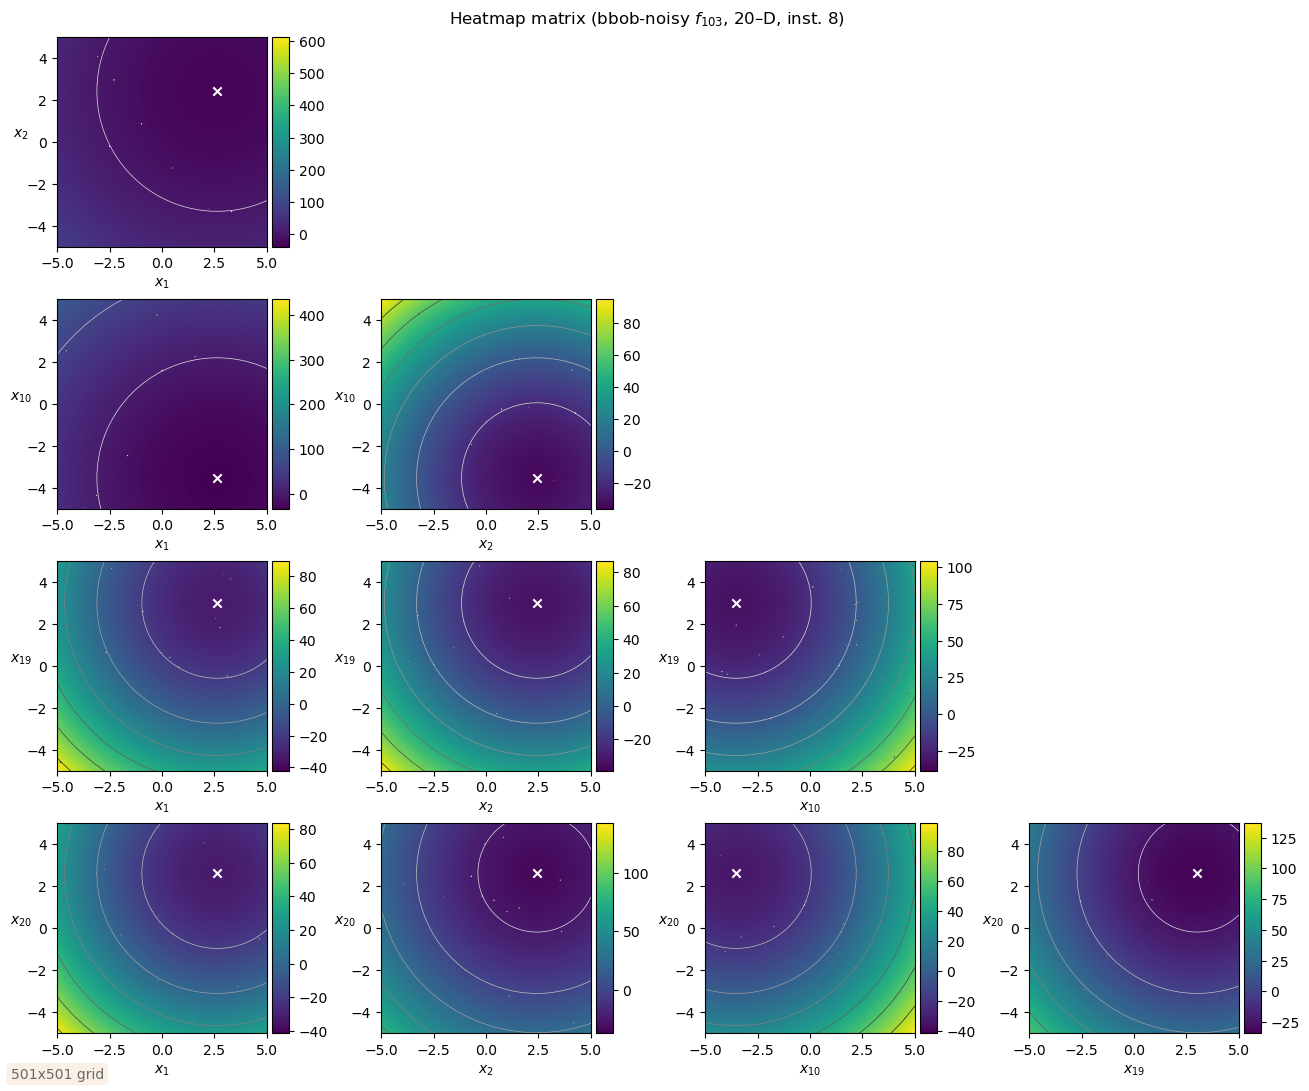 Heatmap matrix (bbob-noisy f103, 20–D, inst. 8)
4 2 0 −2 −4
x2
600 500 400 300 200 100 0
−5.0 −2.5 0.0 2.5 5.0
x1
4 2 0 −2 −4
x10
400 300 200 100 0
−5.0 −2.5 0.0 2.5 5.0
x1
4 2 0 −2 −4
x10
80 60 40 20 0 −20
−5.0 −2.5 0.0 2.5 5.0
x2
4 2 0 −2 −4
x19
80 60 40 20 0 −20 −40
−5.0 −2.5 0.0 2.5 5.0
x1
4 2 0 −2 −4
x19
80 60 40 20 0 −20
−5.0 −2.5 0.0 2.5 5.0
x2
4 2 0 −2 −4
x19
100 75 50 25 0 −25
−5.0 −2.5 0.0 2.5 5.0
x10
4 2 0 −2 −4
x20
80 60 40 20 0 −20 −40
−5.0 −2.5 0.0 2.5 5.0
x1
4 2 0 −2 −4
x20
100 50 0
−5.0 −2.5 0.0 2.5 5.0
x2
4 2 0 −2 −4
x20
80 60 40 20 0 −20 −40
−5.0 −2.5 0.0 2.5 5.0
x10
4 2 0 −2 −4
x20
125 100 75 50 25 0 −25
−5.0 −2.5 0.0 2.5 5.0
x19
501x501 grid